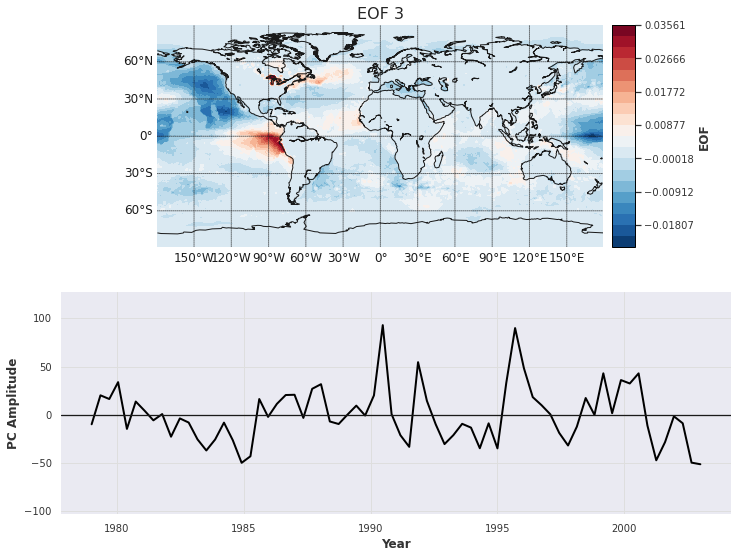 EOF 3
0.03561
60°N
0.02666
30°N
0.01772
0°
0.00877
EOF
−0.00018
30°S
−0.00912
60°S
−0.01807
150°W 120°W 90°W 60°W 30°W 0° 30°E 60°E 90°E 120°E 150°E
100
50
0
−50
−100
PC Amplitude
1980 1985 1990 1995 2000
Year